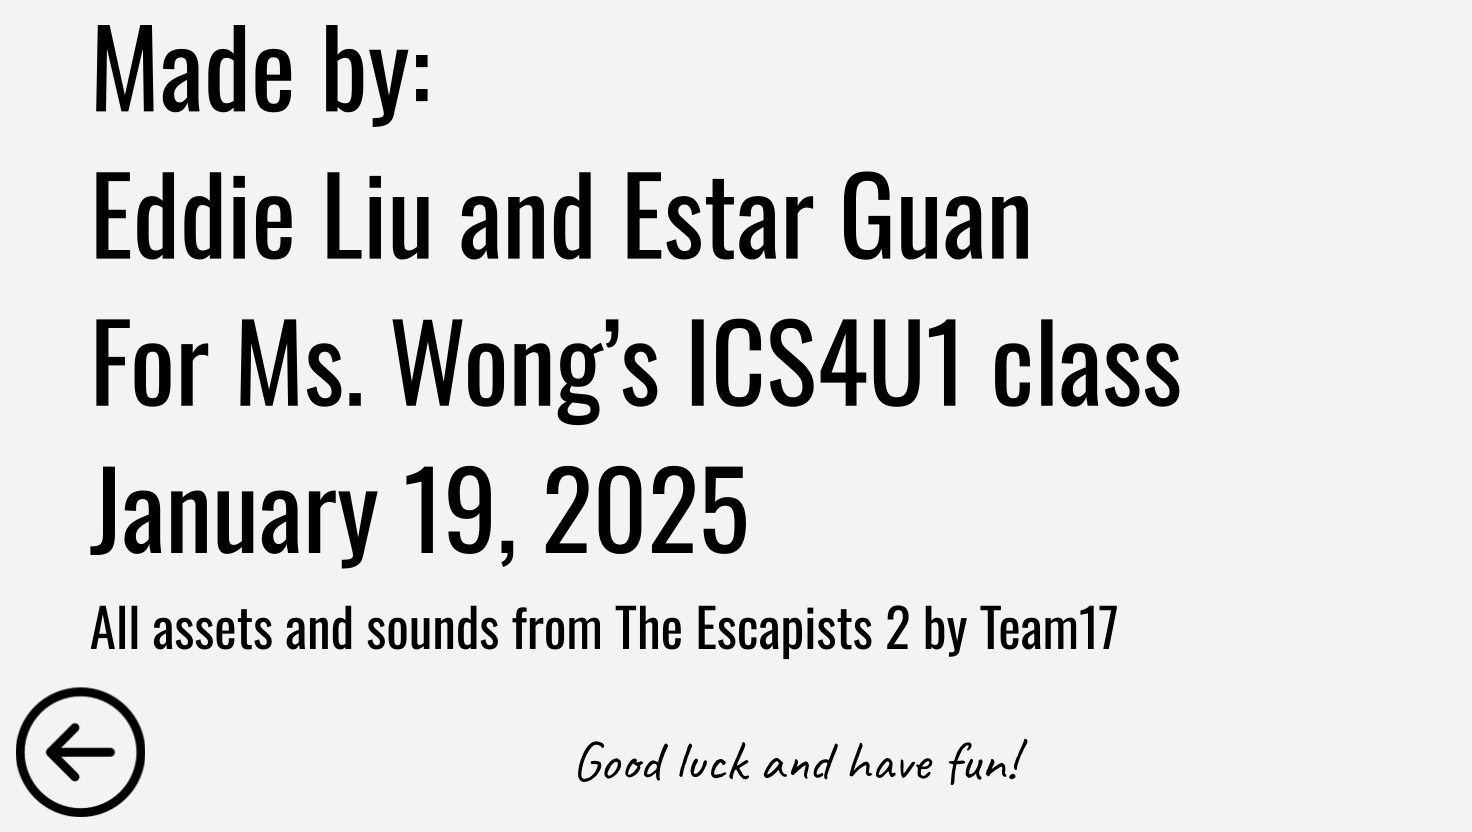 Made by:
Eddie Liu and Estar Guan
For Ms. Wong’s ICS4U1 class
January 19, 2025
All assets and sounds from The Escapists 2 by Team17
Good luck and have fun!